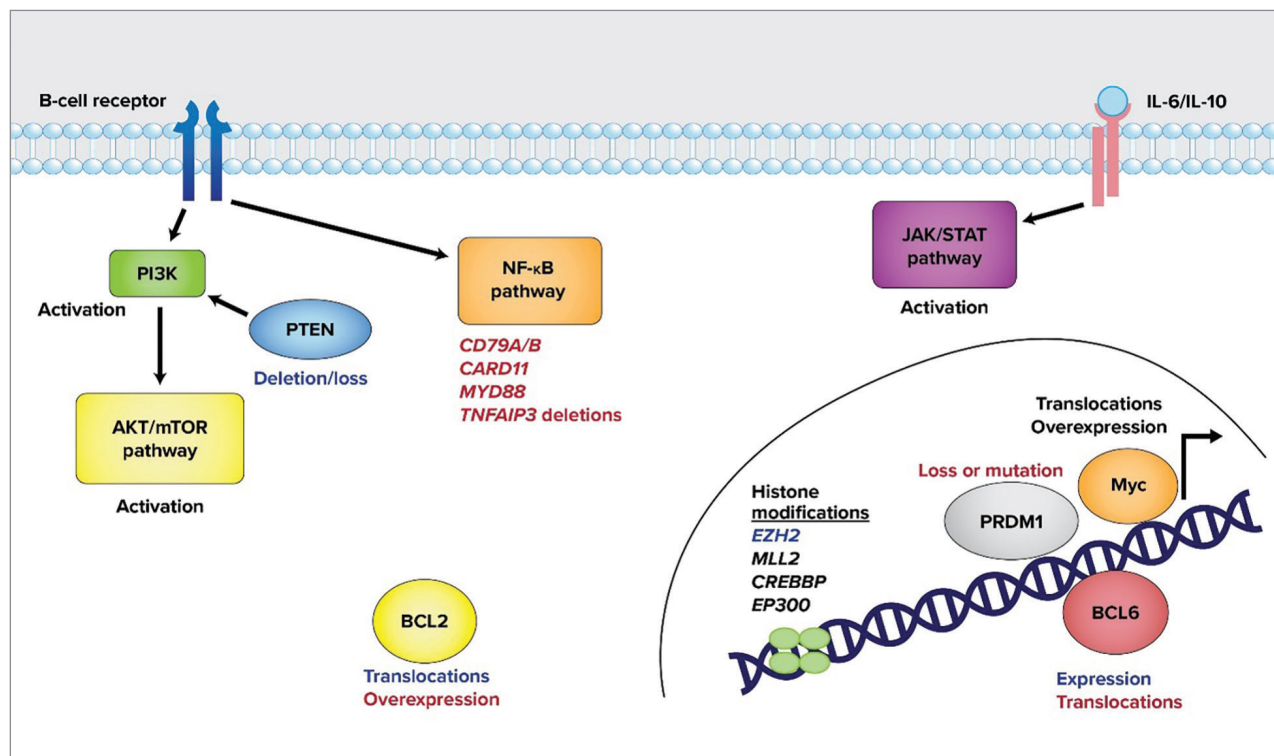 B-cell receptor
IL-6/IL-10
PI3K
Activation
PTEN
Deletion/loss
AKT/mTOR
pathway
Activation
NF-κB
pathway
CD79A/B
CARD11
MYD88
TNFAIP3 deletions
JAK/STAT
pathway
Activation
BCL2
Translocations
Overexpression
Histone
modifications
EZH2
MLL2
CREBBP
EP300
Loss or mutation
PRDM1
Translocations
Overexpression
Myc
BCL6
Expression
Translocations